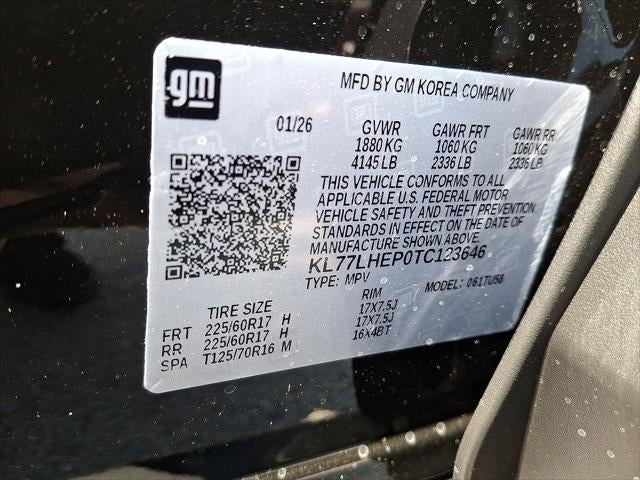 gm
MFD BY GM KOREA COMPANY
01/26
GVWR GAWR FRT GAWR RR
1880 KG 1060 KG 1060 KG
4145 LB 2336 LB 2336 LB
THIS VEHICLE CONFORMS TO ALL
APPLICABLE U.S. FEDERAL MOTOR
VEHICLE SAFETY AND THEFT PREVENTION
STANDARDS IN EFFECT ON THE DATE OF
MANUFACTURE SHOWN ABOVE.
KL77LHEP0TC123646
TYPE: MPV MODEL: 061TU58
TIRE SIZE RIM
FRT 225/60R17 H 17X7.5J
RR 225/60R17 H 17X7.5J
SPA T125/70R16 M 16X4BT